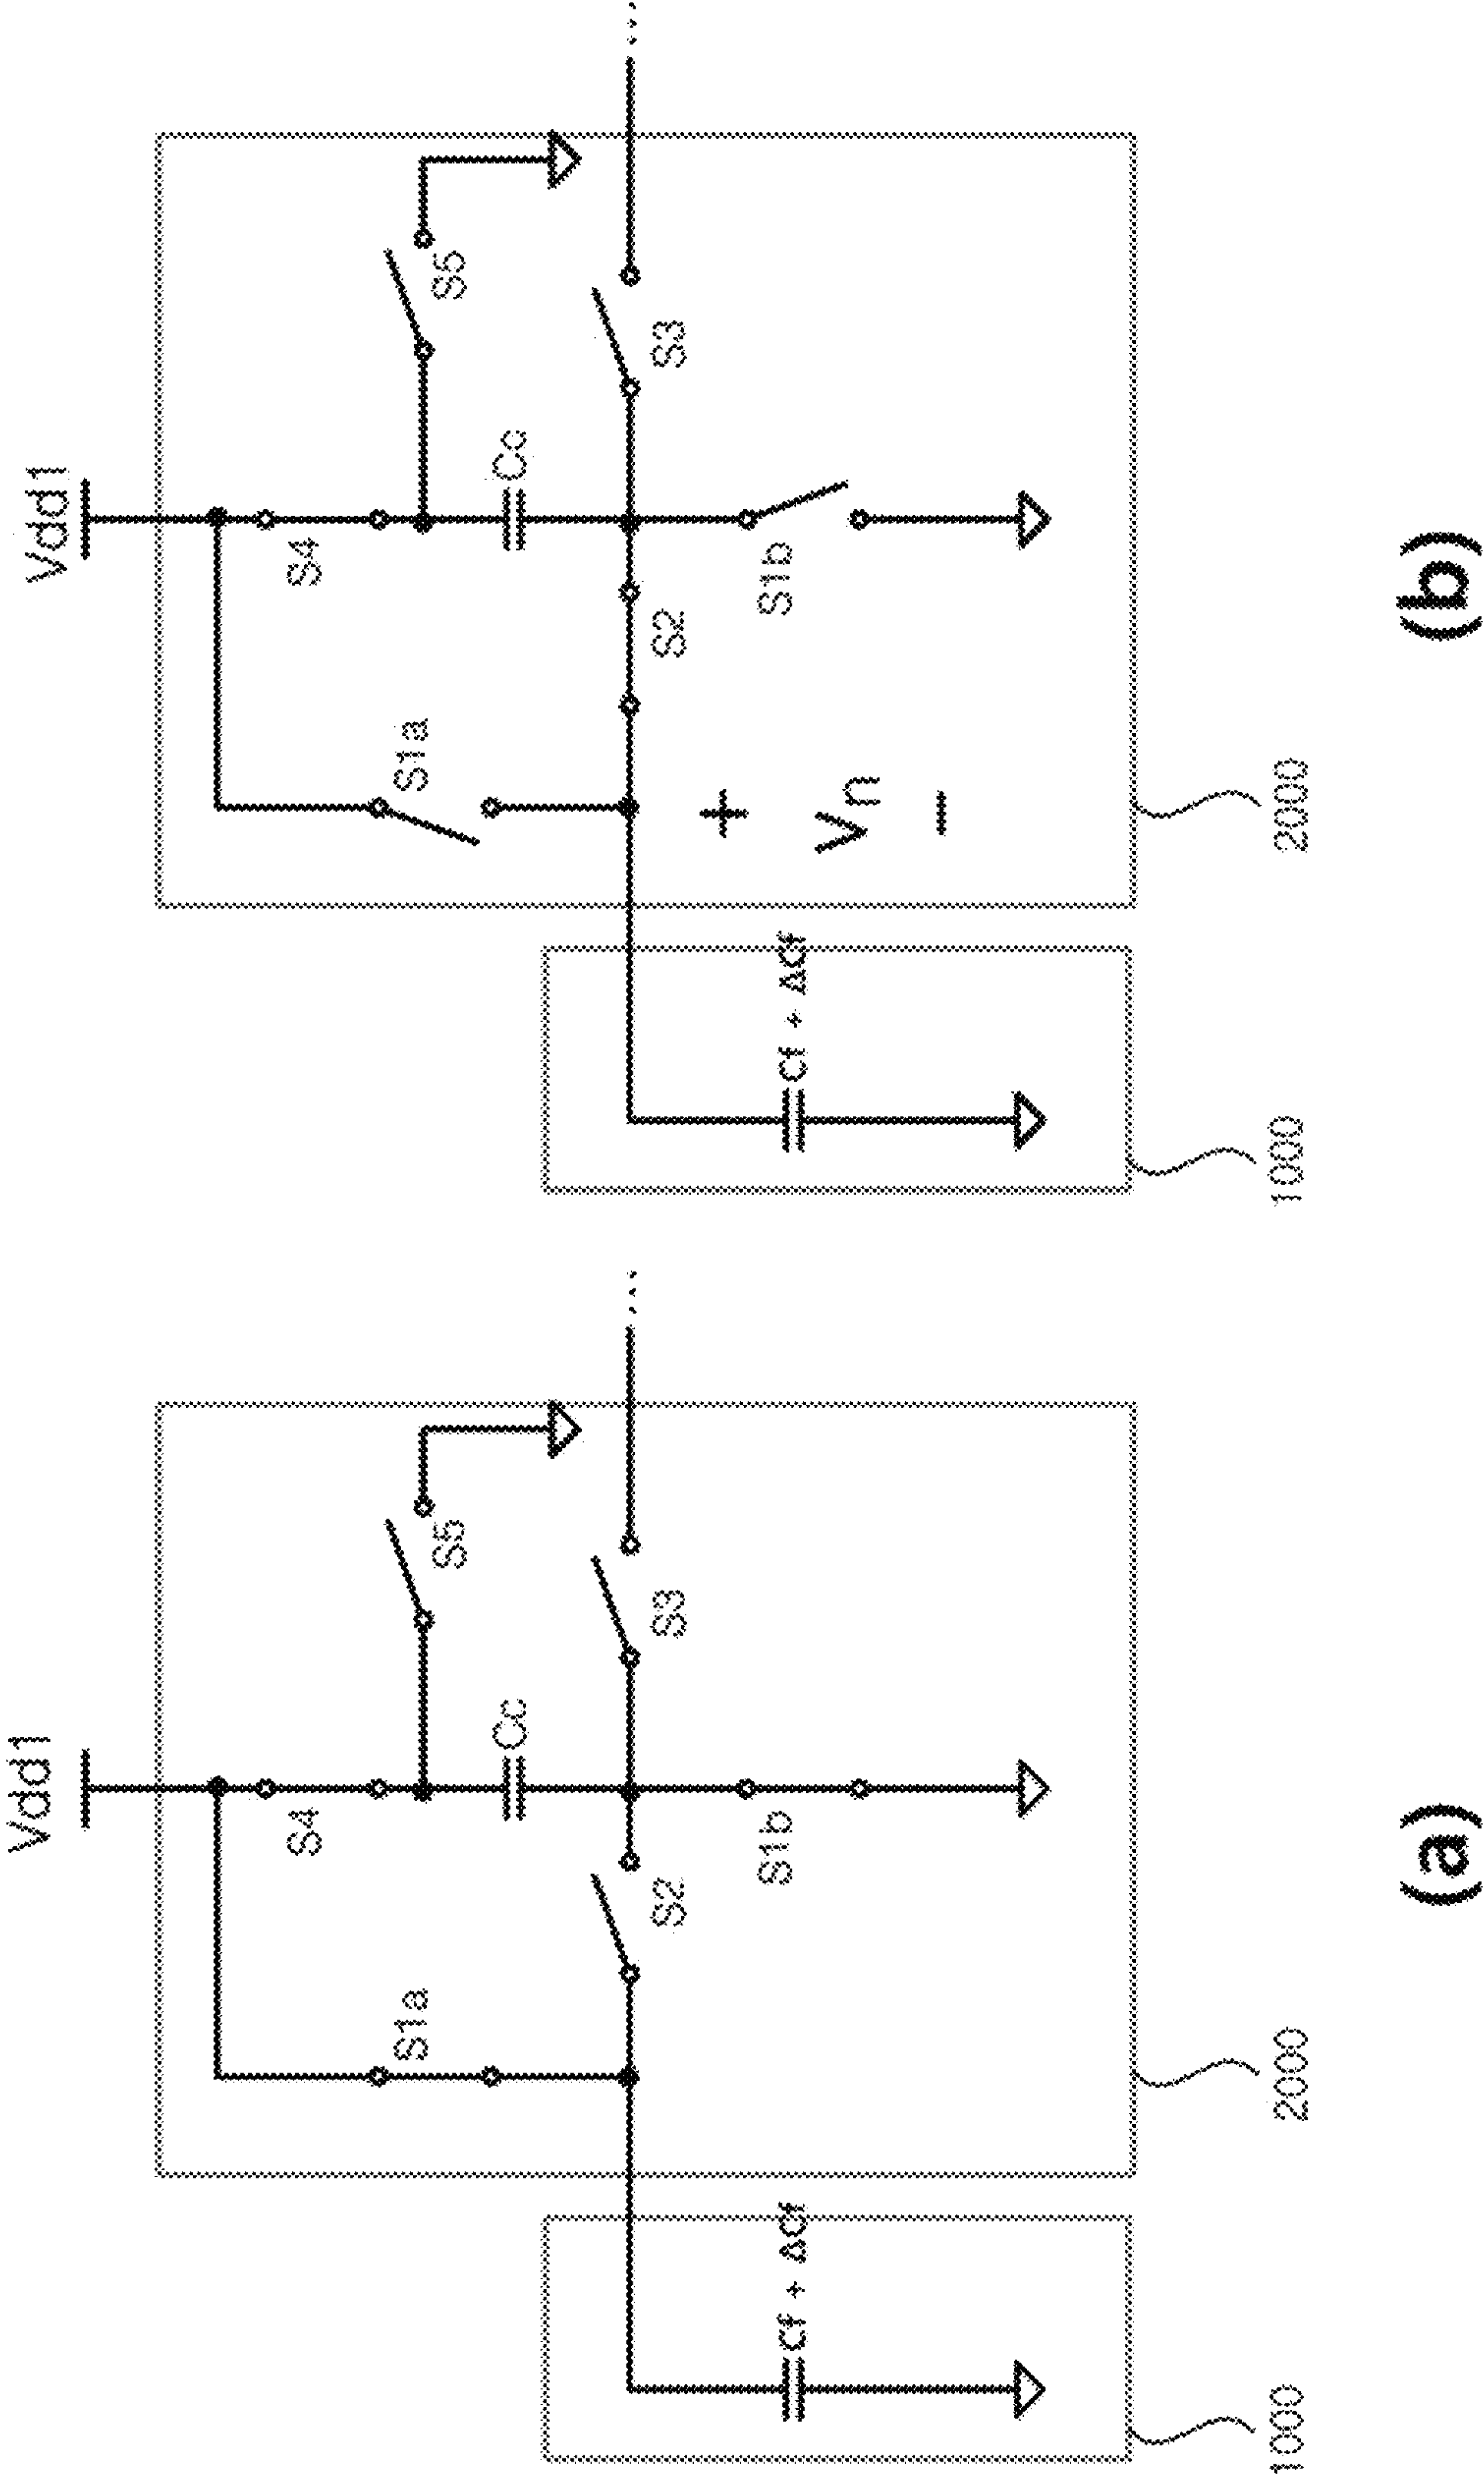 Vdd1
S4
S1a
S5
Cc
S2
S3
S1b
cf + Δcf
1000
2000
(a)
Vdd1
S4
S1a
S5
Cc
S2
S3
S1b
+
Vn
−
cf + Δcf
1000
2000
(b)